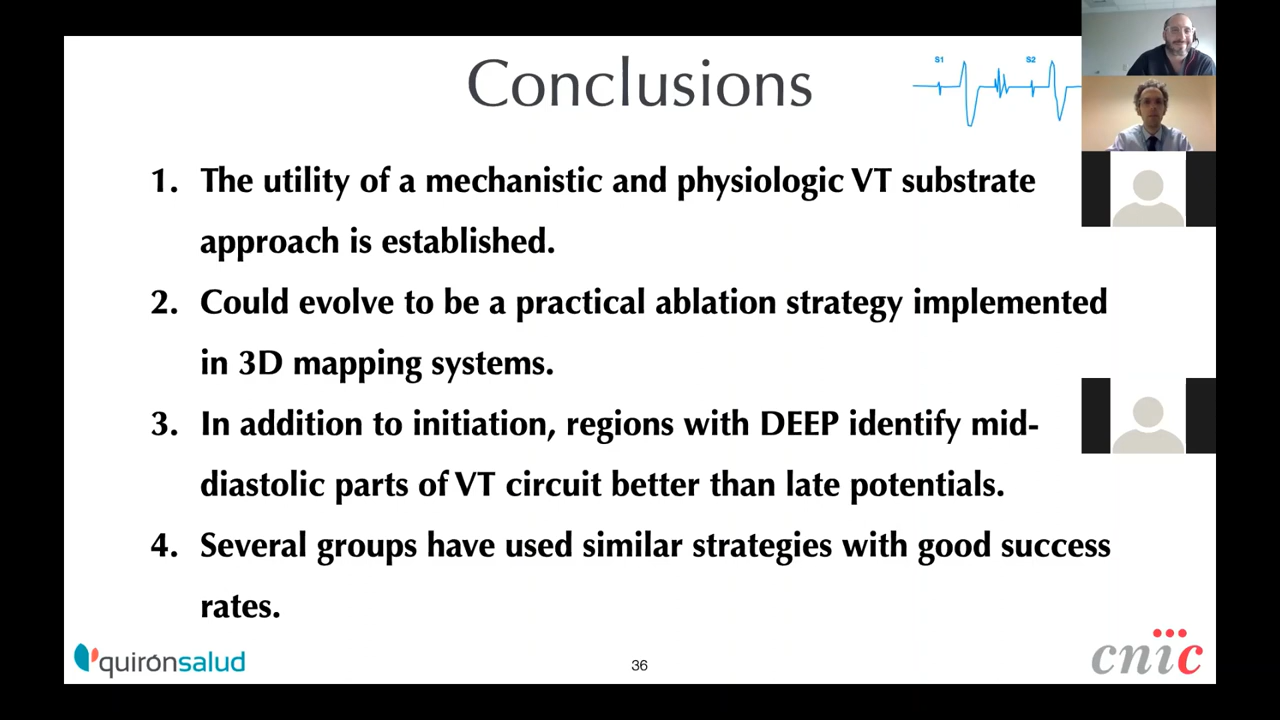 Conclusions
S1 S2
1. The utility of a mechanistic and physiologic VT substrate
approach is established.
2. Could evolve to be a practical ablation strategy implemented
in 3D mapping systems.
3. In addition to initiation, regions with DEEP identify mid-
diastolic parts of VT circuit better than late potentials.
4. Several groups have used similar strategies with good success
rates.
quirónsalud
36
cnic